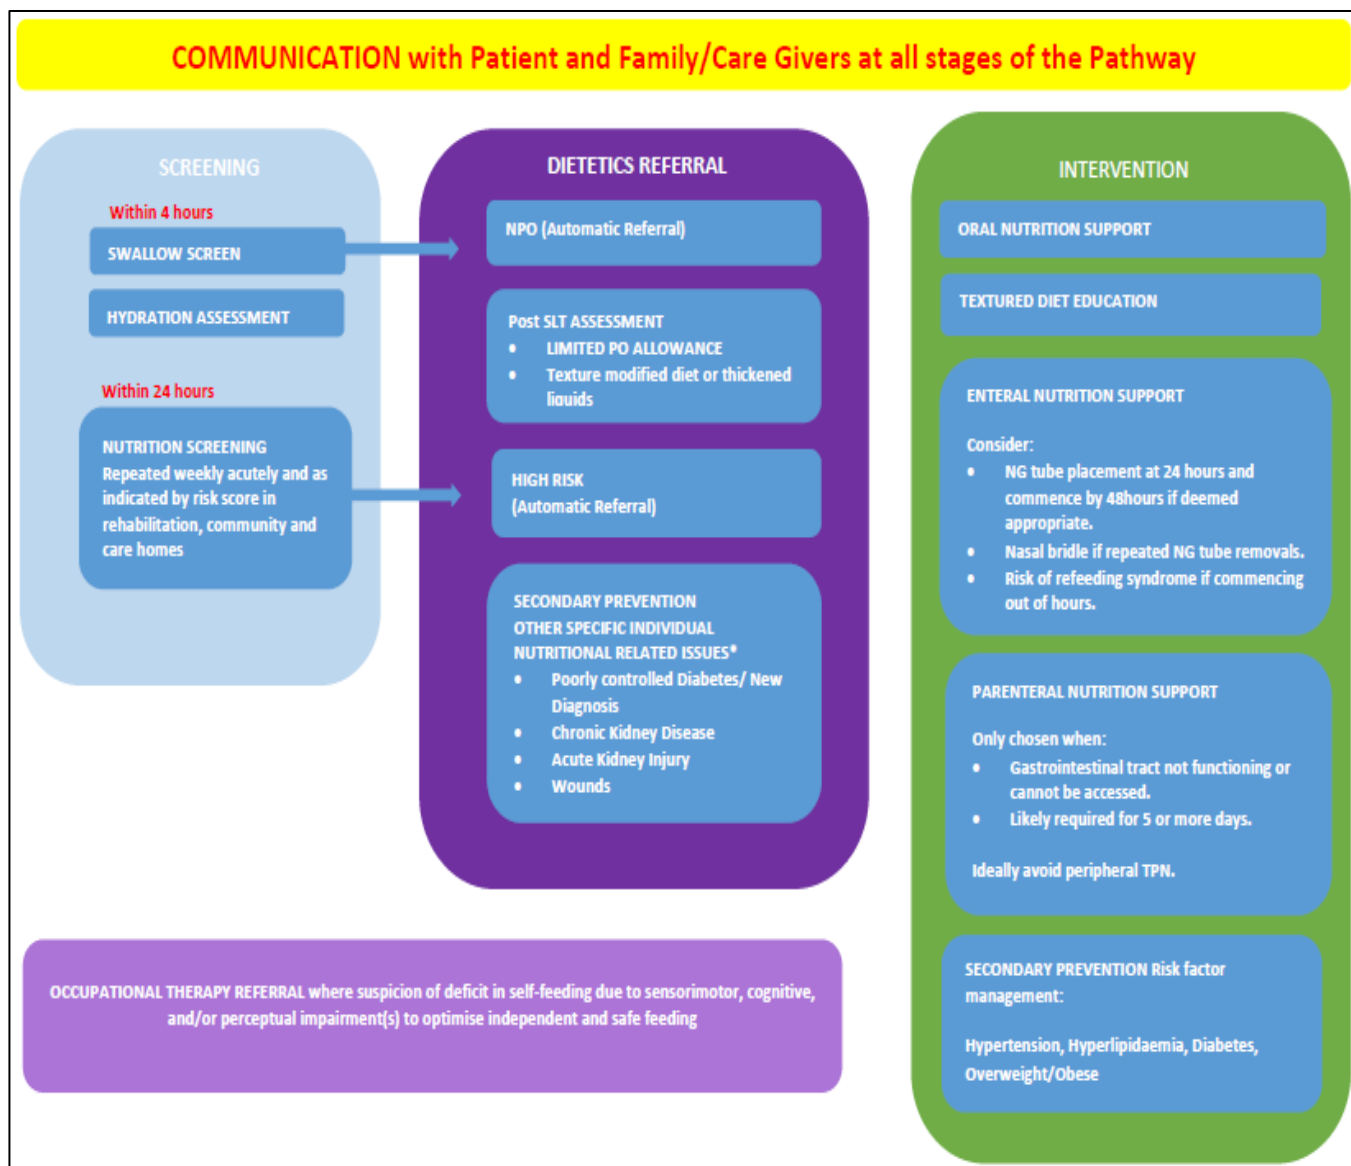 COMMUNICATION with Patient and Family/Care Givers at all stages of the Pathway
SCREENING
Within 4 hours
SWALLOW SCREEN
HYDRATION ASSESSMENT
Within 24 hours
NUTRITION SCREENING
Repeated weekly acutely and as
indicated by risk score in
rehabilitation, community and
care homes
DIETETICS REFERRAL
NPO (Automatic Referral)
Post SLT ASSESSMENT
• LIMITED PO ALLOWANCE
• Texture modified diet or thickened
liquids
HIGH RISK
(Automatic Referral)
SECONDARY PREVENTION
OTHER SPECIFIC INDIVIDUAL
NUTRITIONAL RELATED ISSUES*
• Poorly controlled Diabetes/ New
Diagnosis
• Chronic Kidney Disease
• Acute Kidney Injury
• Wounds
INTERVENTION
ORAL NUTRITION SUPPORT
TEXTURED DIET EDUCATION
ENTERAL NUTRITION SUPPORT
Consider:
• NG tube placement at 24 hours and
commence by 48hours if deemed
appropriate.
• Nasal bridle if repeated NG tube removals.
• Risk of refeeding syndrome if commencing
out of hours.
PARENTERAL NUTRITION SUPPORT
Only chosen when:
• Gastrointestinal tract not functioning or
cannot be accessed.
• Likely required for 5 or more days.
Ideally avoid peripheral TPN.
SECONDARY PREVENTION Risk factor
management:
Hypertension, Hyperlipidaemia, Diabetes,
Overweight/Obese
OCCUPATIONAL THERAPY REFERRAL where suspicion of deficit in self-feeding due to sensorimotor, cognitive,
and/or perceptual impairment(s) to optimise independent and safe feeding